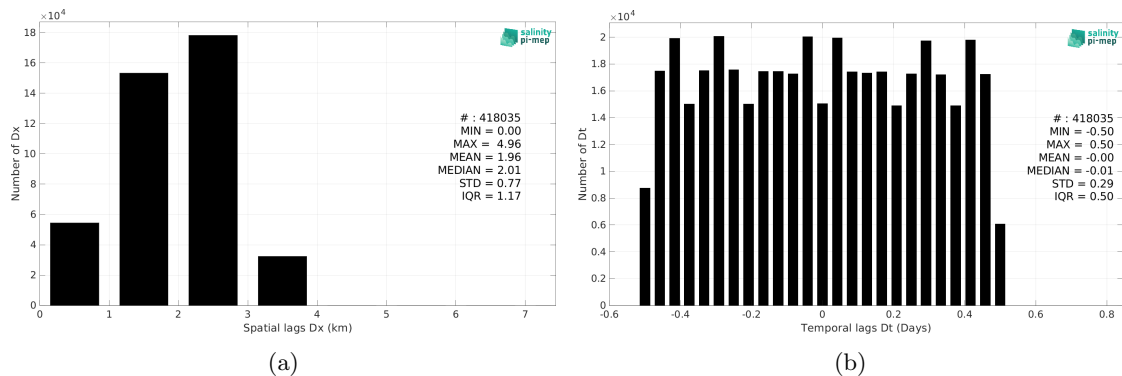 ×10⁴
18
16
14
12
10
8
6
4
2
0
Number of Dx
0 1 2 3 4 5 6 7
Spatial lags Dx (km)
salinity
pi-mep
# : 418035
MIN = 0.00
MAX = 4.96
MEAN = 1.96
MEDIAN = 2.01
STD = 0.77
IQR = 1.17
(a)
×10⁴
2
1.8
1.6
1.4
1.2
1
0.8
0.6
0.4
0.2
0
Number of Dt
-0.6 -0.4 -0.2 0 0.2 0.4 0.6 0.8
Temporal lags Dt (Days)
salinity
pi-mep
# : 418035
MIN = -0.50
MAX = 0.50
MEAN = -0.00
MEDIAN = -0.01
STD = 0.29
IQR = 0.50
(b)